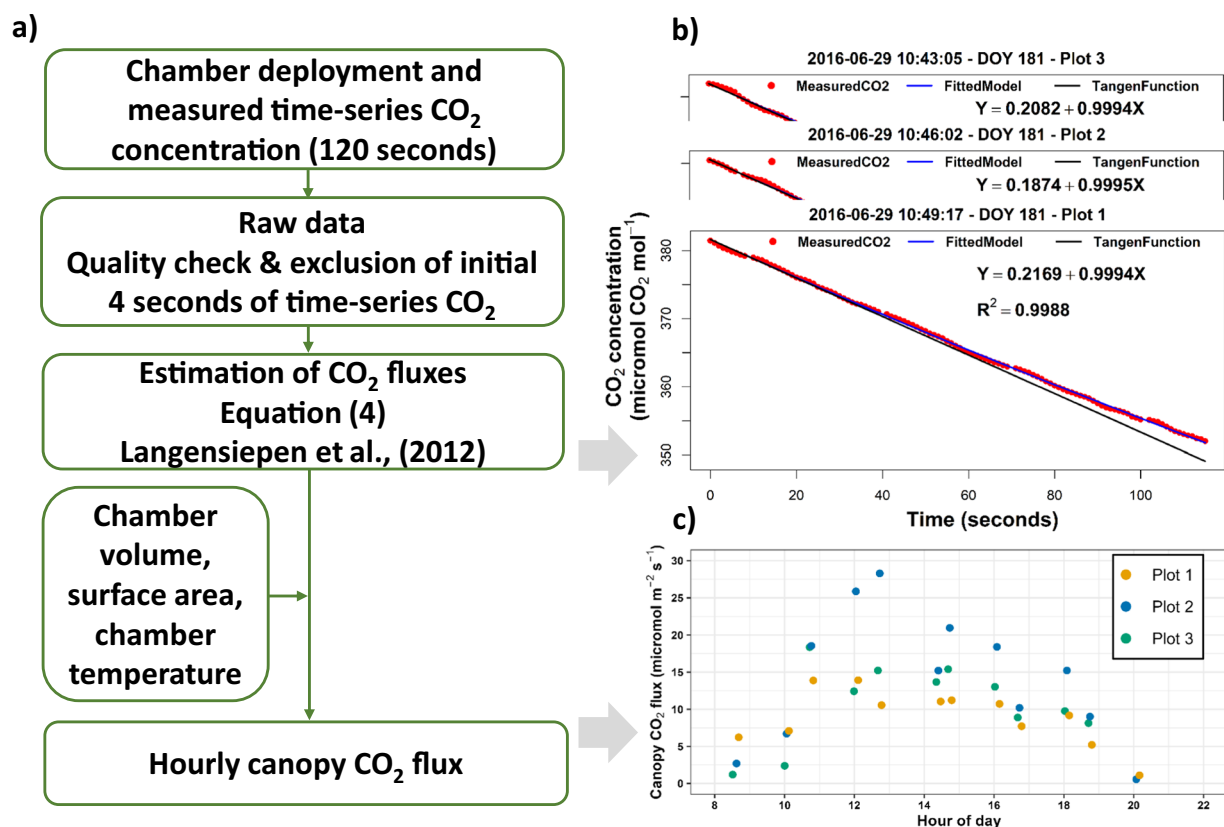 a)
Chamber deployment and
measured time-series CO₂
concentration (120 seconds)
Raw data
Quality check & exclusion of initial
4 seconds of time-series CO₂
Estimation of CO₂ fluxes
Equation (4)
Langensiepen et al., (2012)
Chamber
volume,
surface area,
chamber
temperature
Hourly canopy CO₂ flux
b)
2016-06-29 10:43:05 - DOY 181 - Plot 3
MeasuredCO2 FittedModel TangenFunction
Y = 0.2082 + 0.9994X
2016-06-29 10:46:02 - DOY 181 - Plot 2
MeasuredCO2 FittedModel TangenFunction
Y = 0.1874 + 0.9995X
2016-06-29 10:49:17 - DOY 181 - Plot 1
MeasuredCO2 FittedModel TangenFunction
Y = 0.2169 + 0.9994X
R² = 0.9988
CO₂ concentration
(micromol CO₂ mol⁻¹)
380
370
360
350
0 20 40 60 80 100
Time (seconds)
c)
Canopy CO₂ flux (micromol m⁻² s⁻¹)
30
25
20
15
10
5
0
Plot 1
Plot 2
Plot 3
8 10 12 14 16 18 20 22
Hour of day